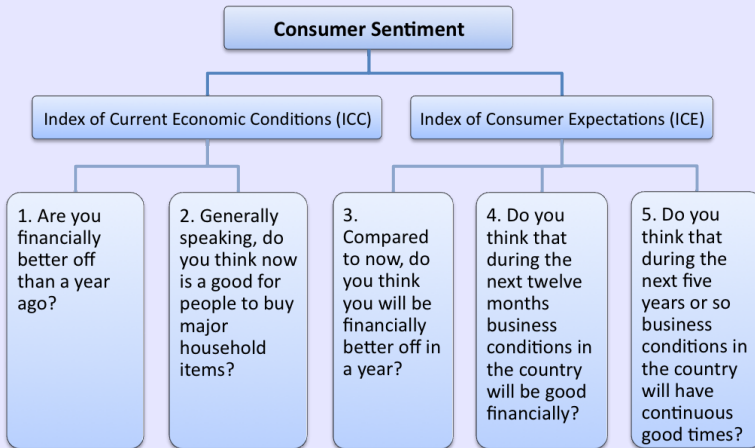 Consumer Sentiment
Index of Current Economic Conditions (ICC)
Index of Consumer Expectations (ICE)
1. Are you
financially
better off
than a year
ago?
2. Generally
speaking, do
you think now
is a good for
people to buy
major
household
items?
3.
Compared
to now, do
you think
you will be
financially
better off in
a year?
4. Do you
think that
during the
next twelve
months
business
conditions in
the country
will be good
financially?
5. Do you
think that
during the
next five
years or so
business
conditions in
the country
will have
continuous
good times?